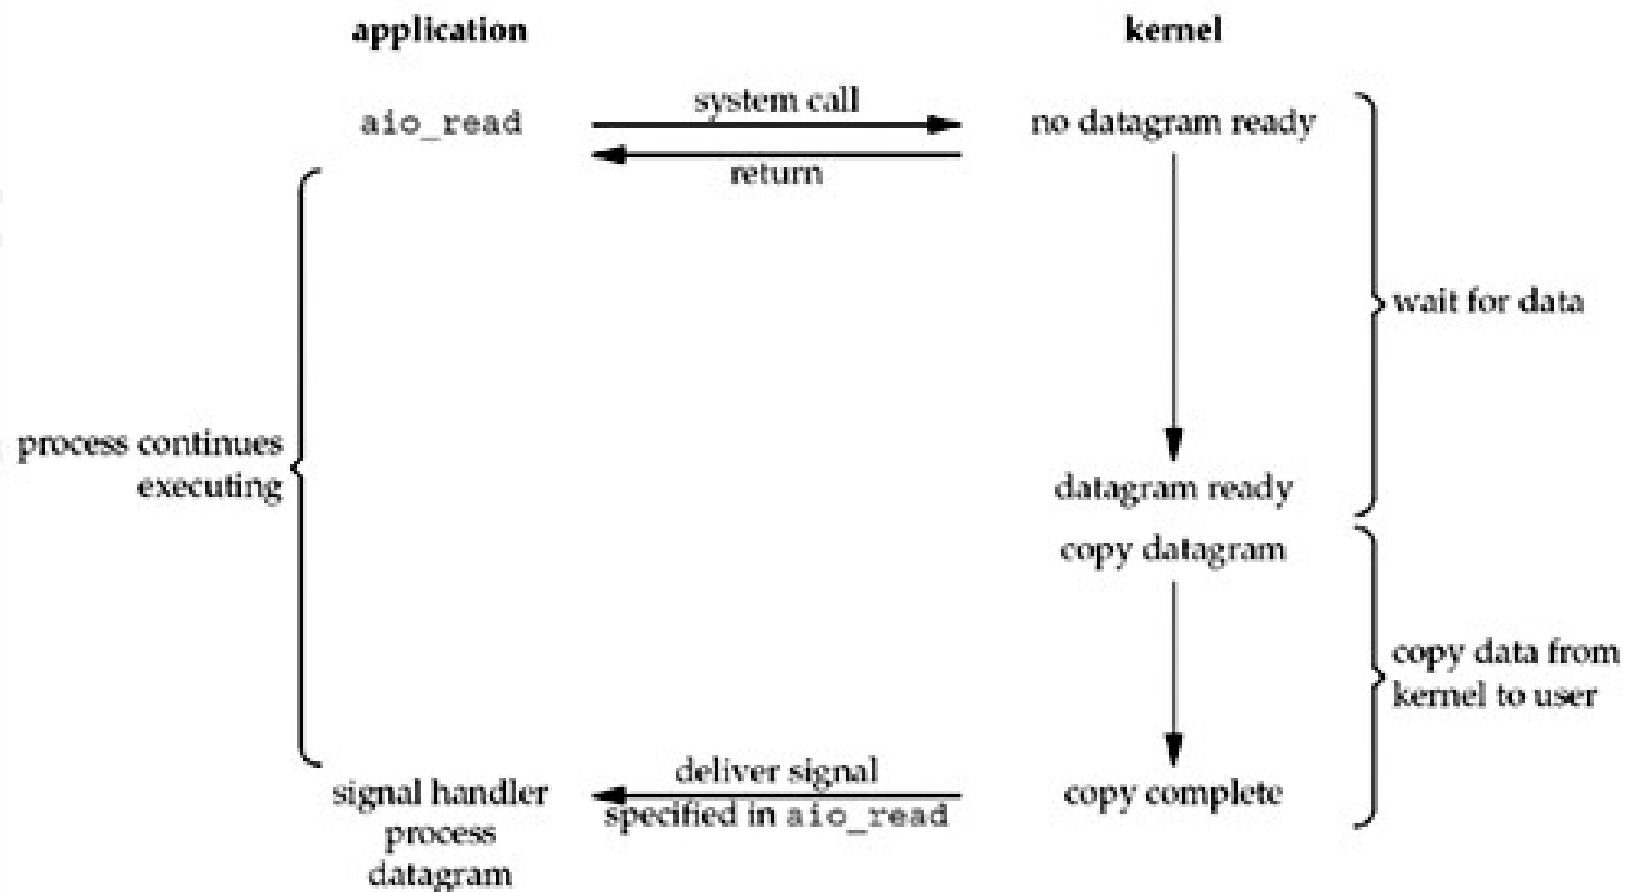 application
kernel
aio_read
system call
no datagram ready
return
wait for data
process continues
executing
datagram ready
copy datagram
copy data from
kernel to user
deliver signal
signal handler
copy complete
specified in aio_read
process
datagram